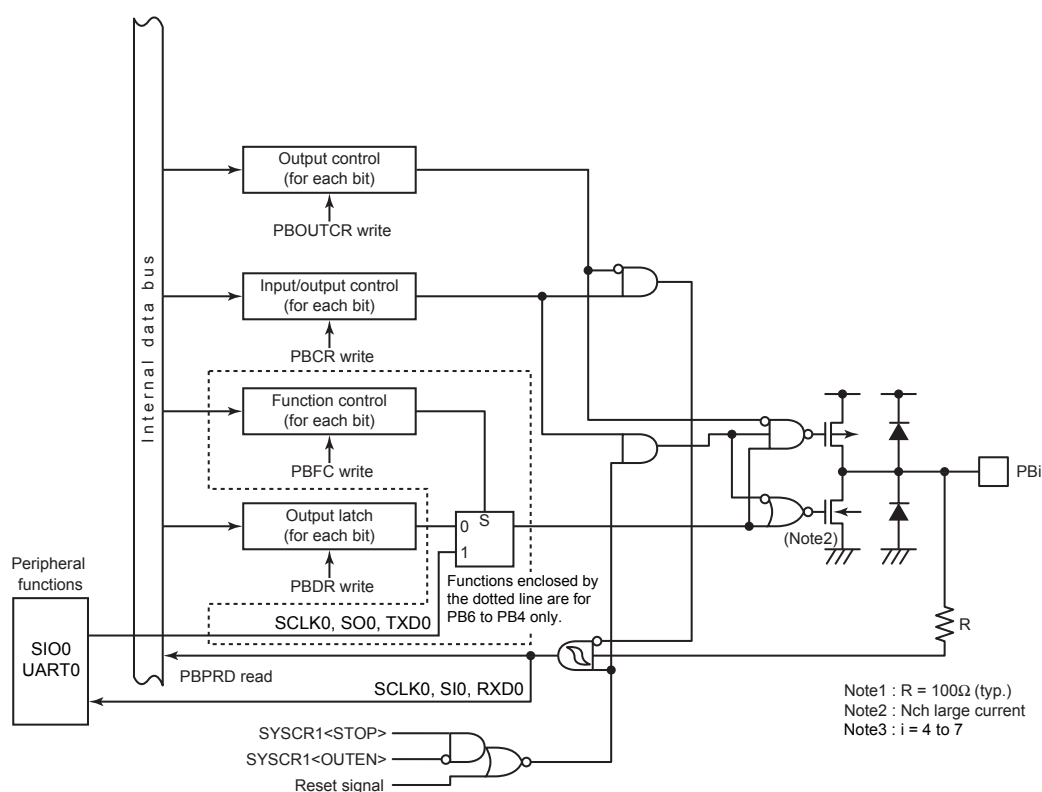 Internal data bus
Output control
(for each bit)
PBOUTCR write
Input/output control
(for each bit)
PBCR write
Function control
(for each bit)
PBFC write
Output latch
(for each bit)
PBDR write
0 S
1
Functions enclosed by
the dotted line are for
PB6 to PB4 only.
(Note2)
PBi
R
Peripheral
functions
SIO0
UART0
SCLK0, SO0, TXD0
PBPRD read
SCLK0, SI0, RXD0
SYSCR1<STOP>
SYSCR1<OUTEN>
Reset signal
Note1 : R = 100Ω (typ.)
Note2 : Nch large current
Note3 : i = 4 to 7